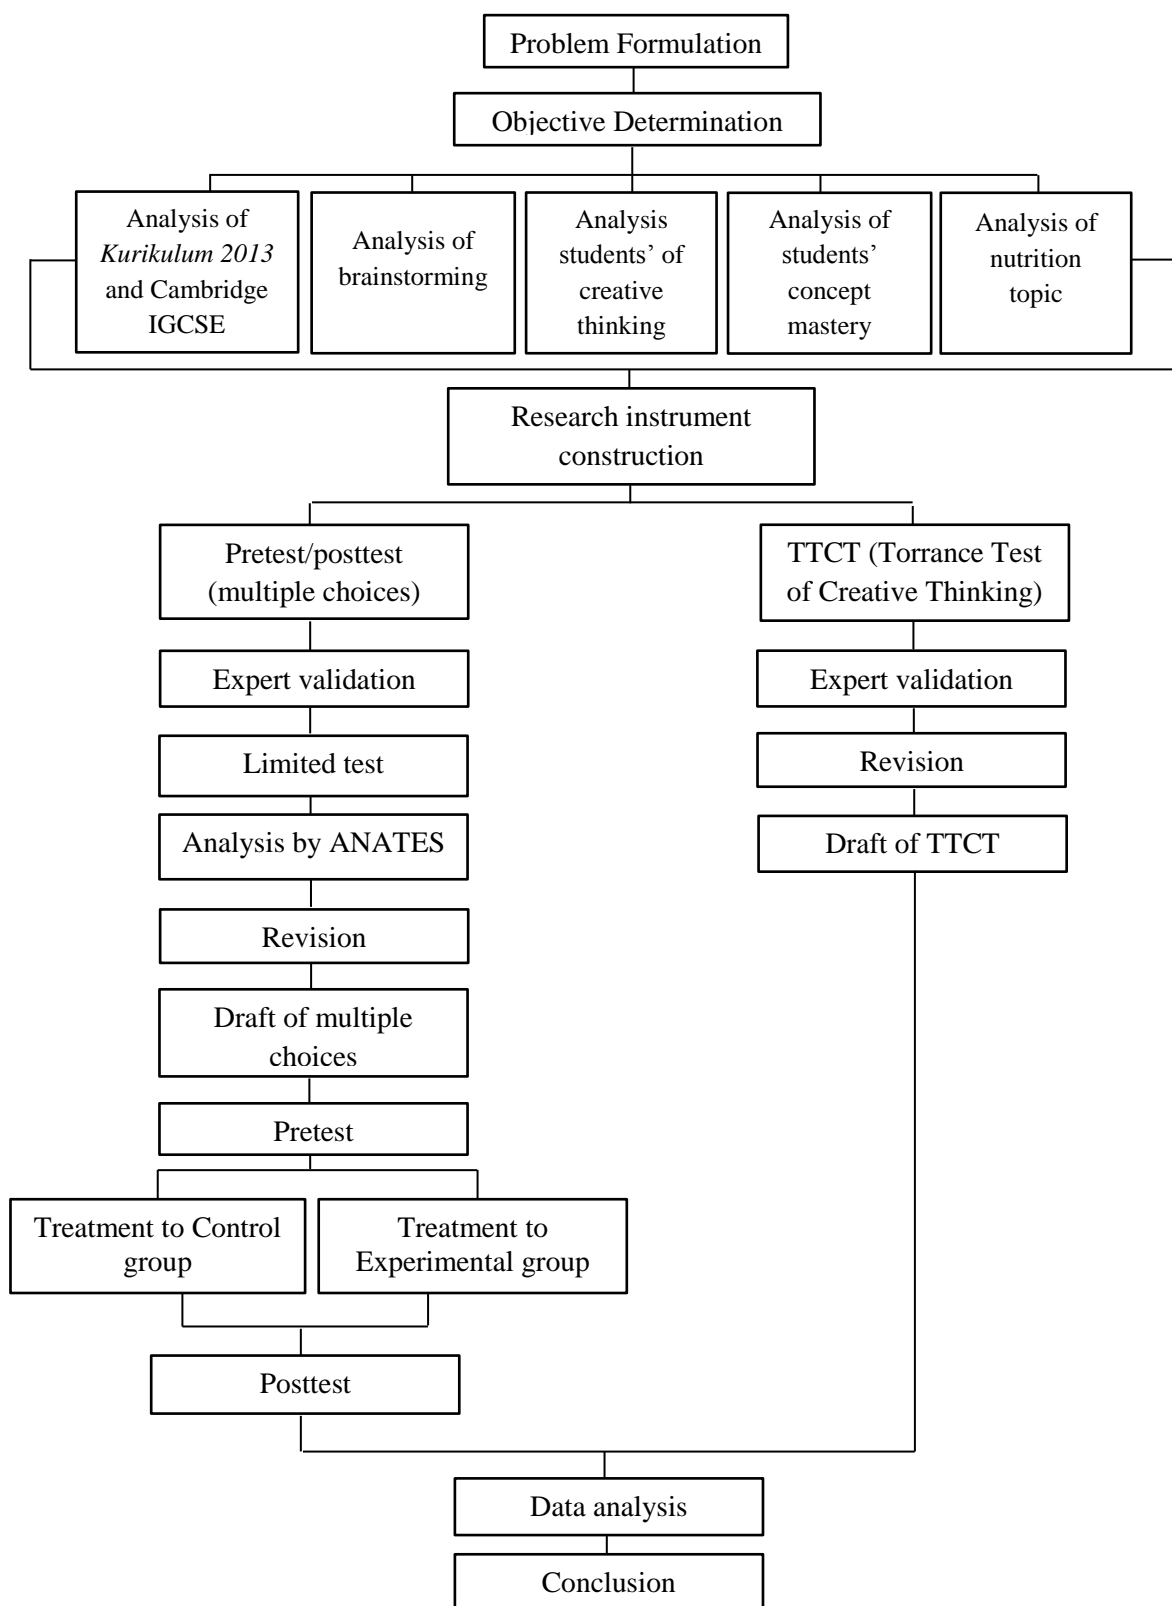 Problem Formulation
Objective Determination
Analysis of
Kurikulum 2013
and Cambridge
IGCSE
Analysis of
brainstorming
Analysis
students’ of
creative
thinking
Analysis of
students’
concept
mastery
Analysis of
nutrition
topic
Research instrument
construction
Pretest/posttest
(multiple choices)
TTCT (Torrance Test
of Creative Thinking)
Expert validation
Expert validation
Limited test
Revision
Analysis by ANATES
Draft of TTCT
Revision
Draft of multiple
choices
Pretest
Treatment to Control
group
Treatment to
Experimental group
Posttest
Data analysis
Conclusion